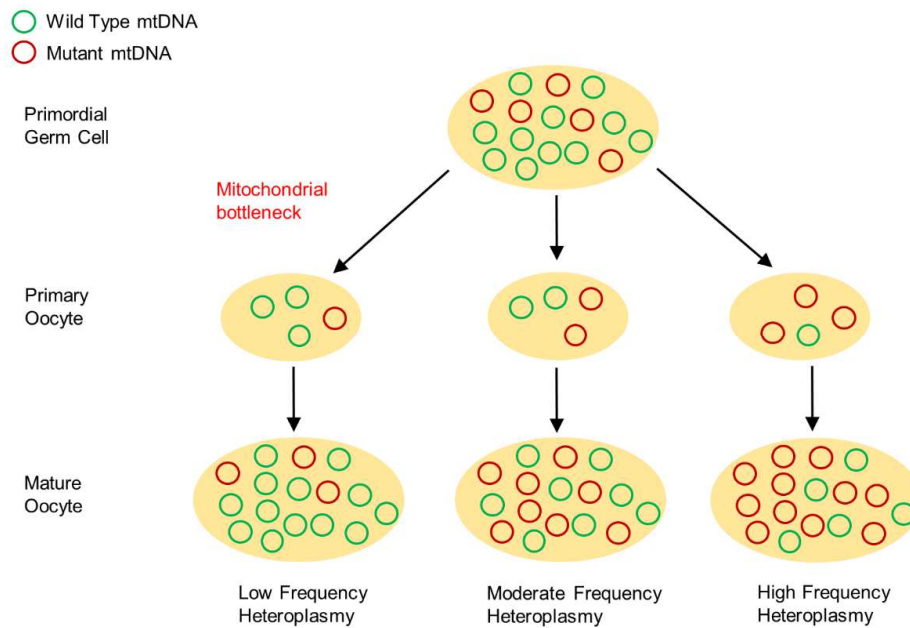 Wild Type mtDNA
Mutant mtDNA
Primordial
Germ Cell
Mitochondrial
bottleneck
Primary
Oocyte
Mature
Oocyte
Low Frequency
Heteroplasmy
Moderate Frequency
Heteroplasmy
High Frequency
Heteroplasmy